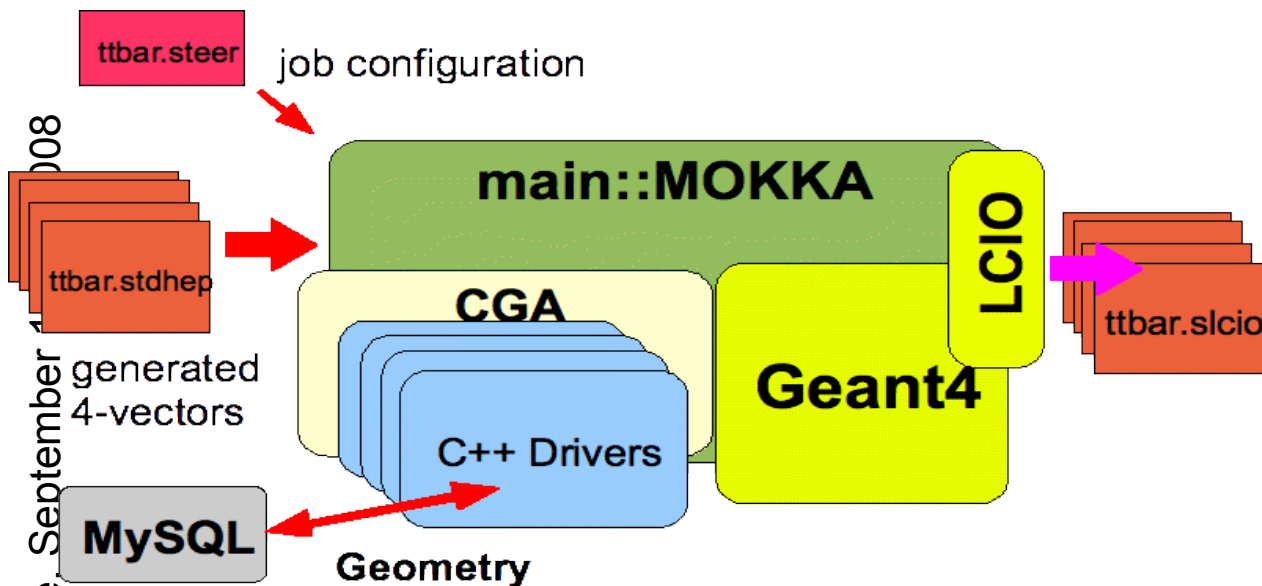 ttbar.steer
job configuration
main::MOKKA
LCIO
ttbar.stdhep
ttbar.slcio
CGA
Geant4
generated
4-vectors
C++ Drivers
MySQL
Geometry
September